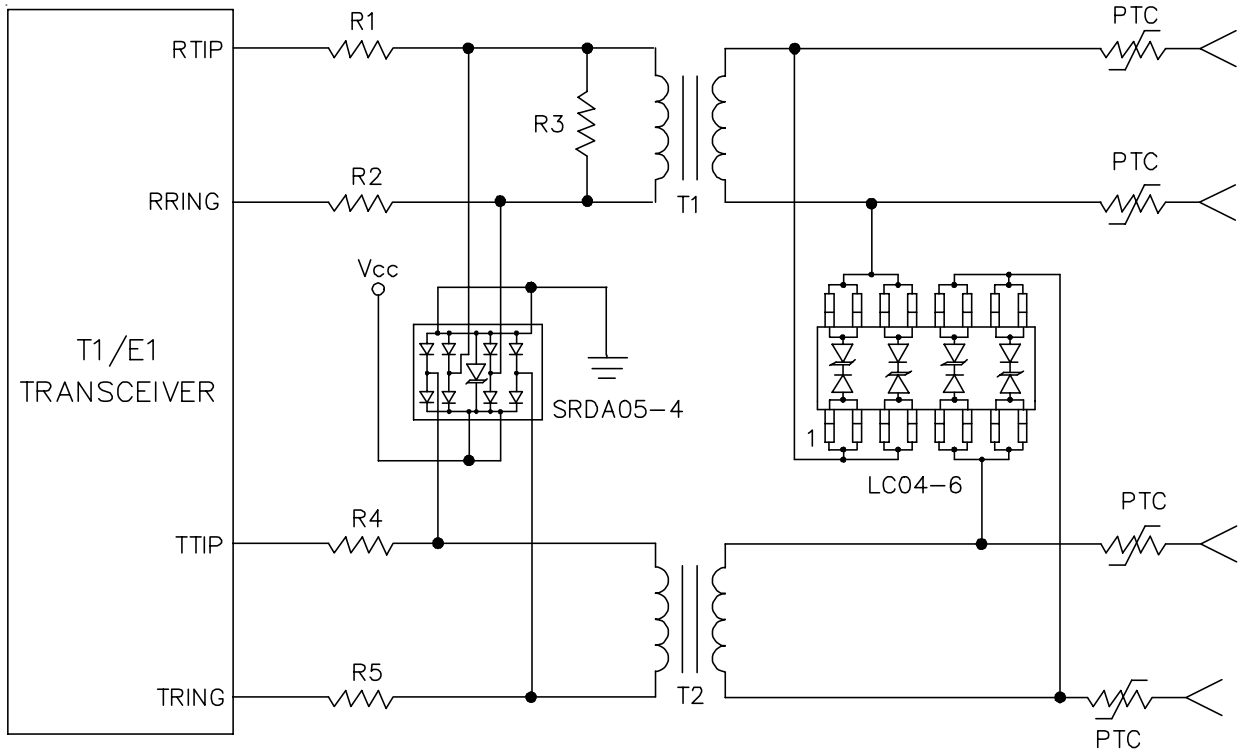 R1
PTC
RTIP
R3
R2
PTC
RRING
T1
Vcc
T1/E1
TRANSCEIVER
SRDA05-4
1
LC04-6
R4
PTC
TTIP
R5
TRING
T2
PTC